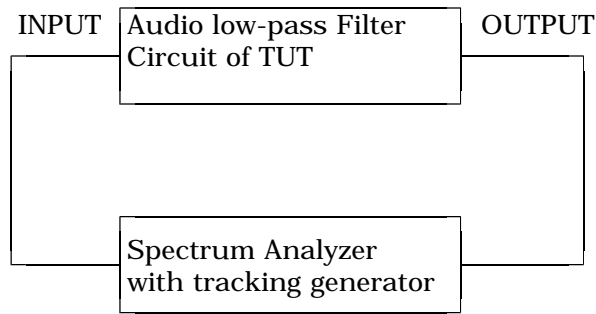 INPUT
Audio low-pass Filter
Circuit of TUT
OUTPUT
Spectrum Analyzer
with tracking generator